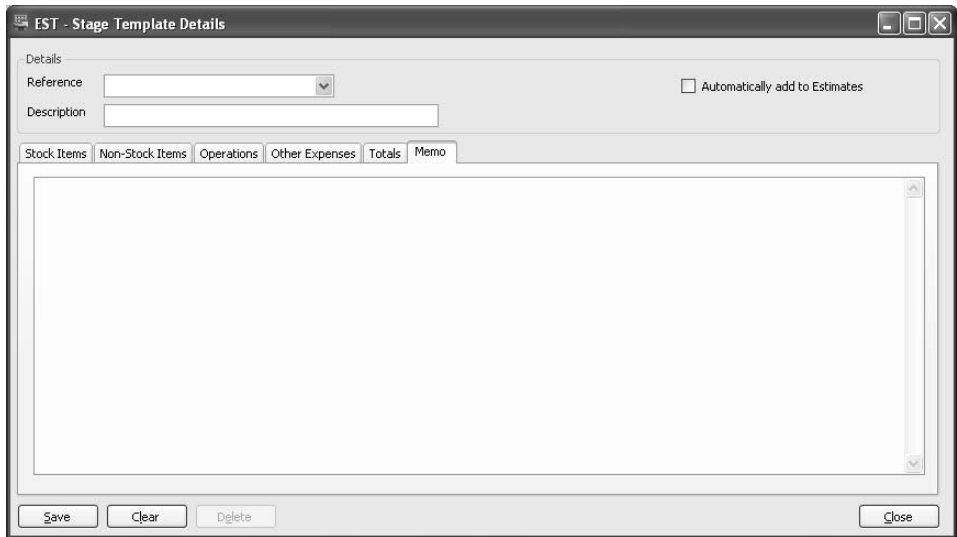 EST - Stage Template Details
Details
Reference
Automatically add to Estimates
Description
Stock Items Non-Stock Items Operations Other Expenses Totals Memo
Save Clear Delete Close